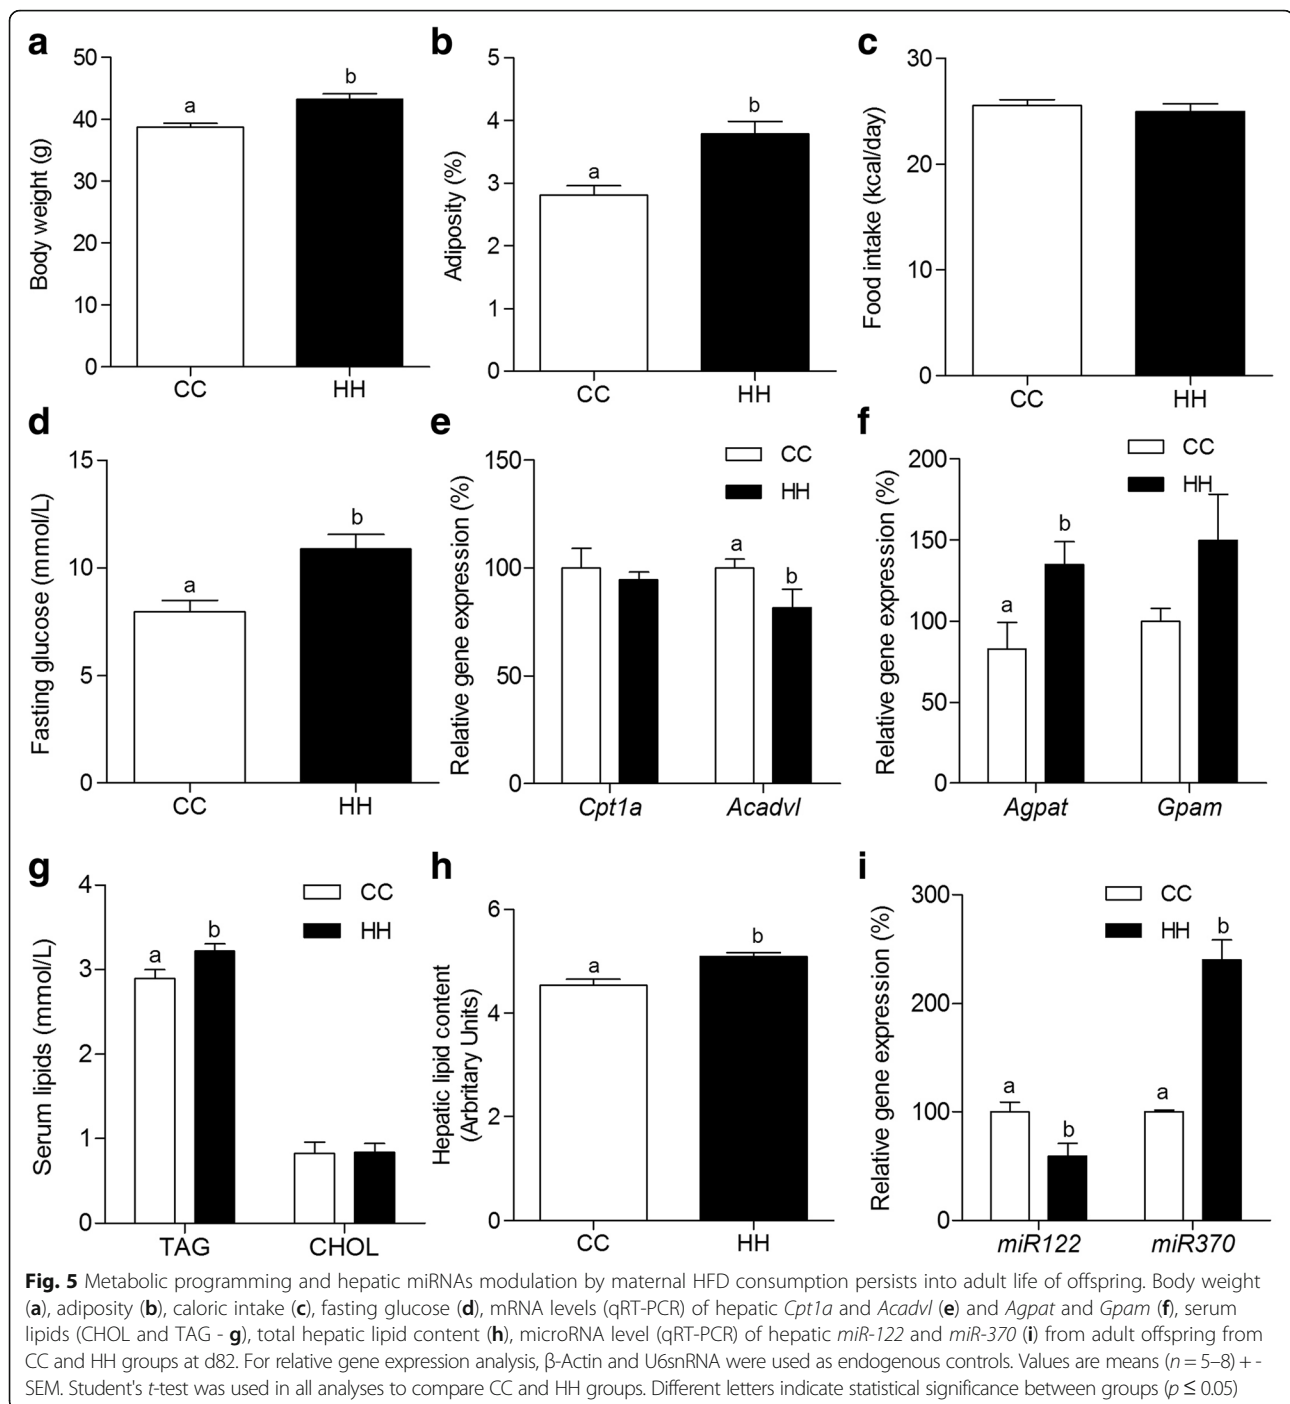 a
b
c
50
40
30
20
10
0
Body weight (g)
a
b
CC
HH
5
4
3
2
1
0
Adiposity (%)
a
b
CC
HH
30
20
10
0
Food intake (kcal/day)
CC
HH
d
e
f
15
10
5
0
Fasting glucose (mmol/L)
a
b
CC
HH
150
100
50
0
Relative gene expression (%)
CC
HH
a
b
Cpt1a
Acadvl
200
150
100
50
0
Relative gene expression (%)
CC
HH
a
b
Agpat
Gpam
g
h
i
4
3
2
1
0
Serum lipids (mmol/L)
CC
HH
a
b
TAG
CHOL
6
4
2
0
Hepatic lipid content
(Arbritary Units)
a
b
CC
HH
300
200
100
0
Relative gene expression (%)
CC
HH
a
b
a
b
miR122
miR370
Fig. 5 Metabolic programming and hepatic miRNAs modulation by maternal HFD consumption persists into adult life of offspring. Body weight
(a), adiposity (b), caloric intake (c), fasting glucose (d), mRNA levels (qRT-PCR) of hepatic Cpt1a and Acadvl (e) and Agpat and Gpam (f), serum
lipids (CHOL and TAG - g), total hepatic lipid content (h), microRNA level (qRT-PCR) of hepatic miR-122 and miR-370 (i) from adult offspring from
CC and HH groups at d82. For relative gene expression analysis, β-Actin and U6snRNA were used as endogenous controls. Values are means (n = 5–8) + -
SEM. Student's t-test was used in all analyses to compare CC and HH groups. Different letters indicate statistical significance between groups (p ≤ 0.05)